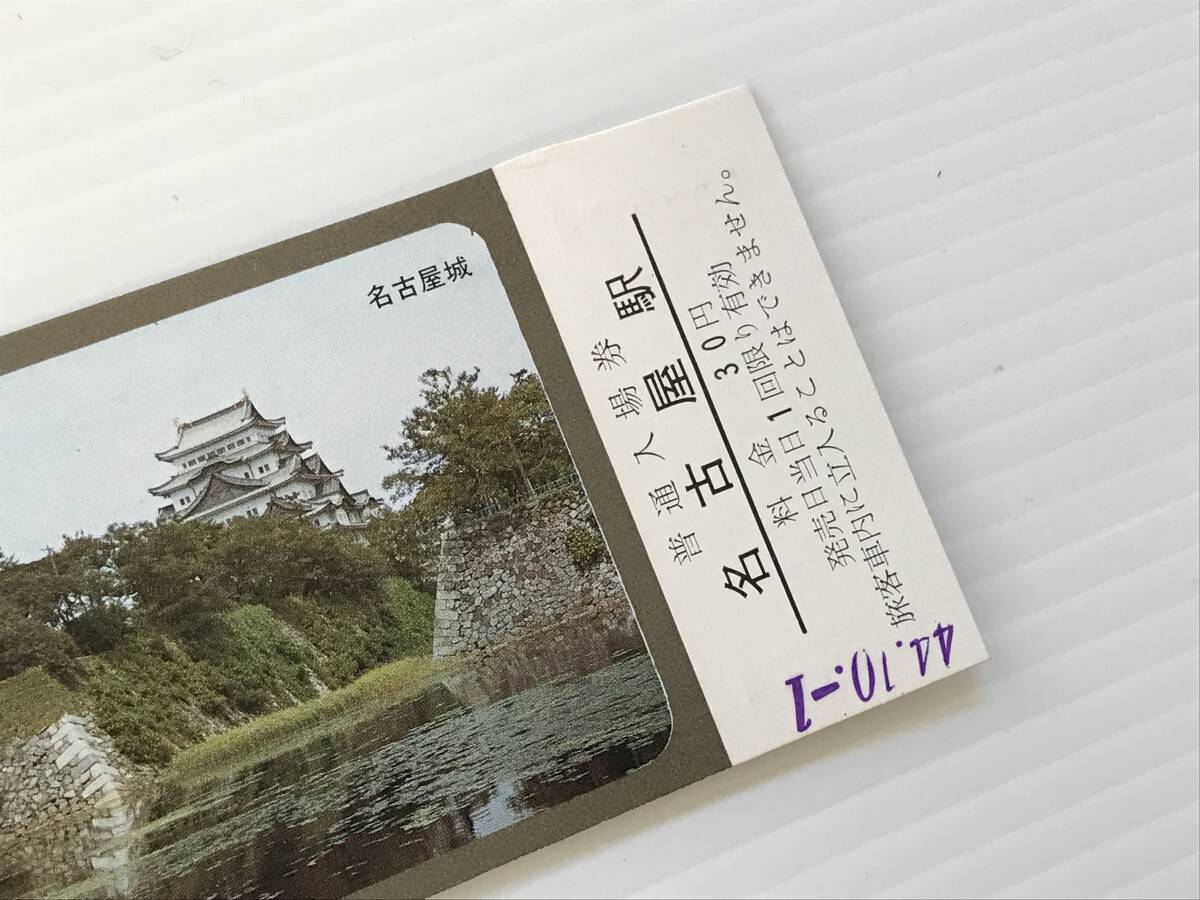 名古屋城
普通入場券
名古屋駅
料金30円
発売日当日1回限り有効
旅客車内に立入ることはできません。
44.10.-1